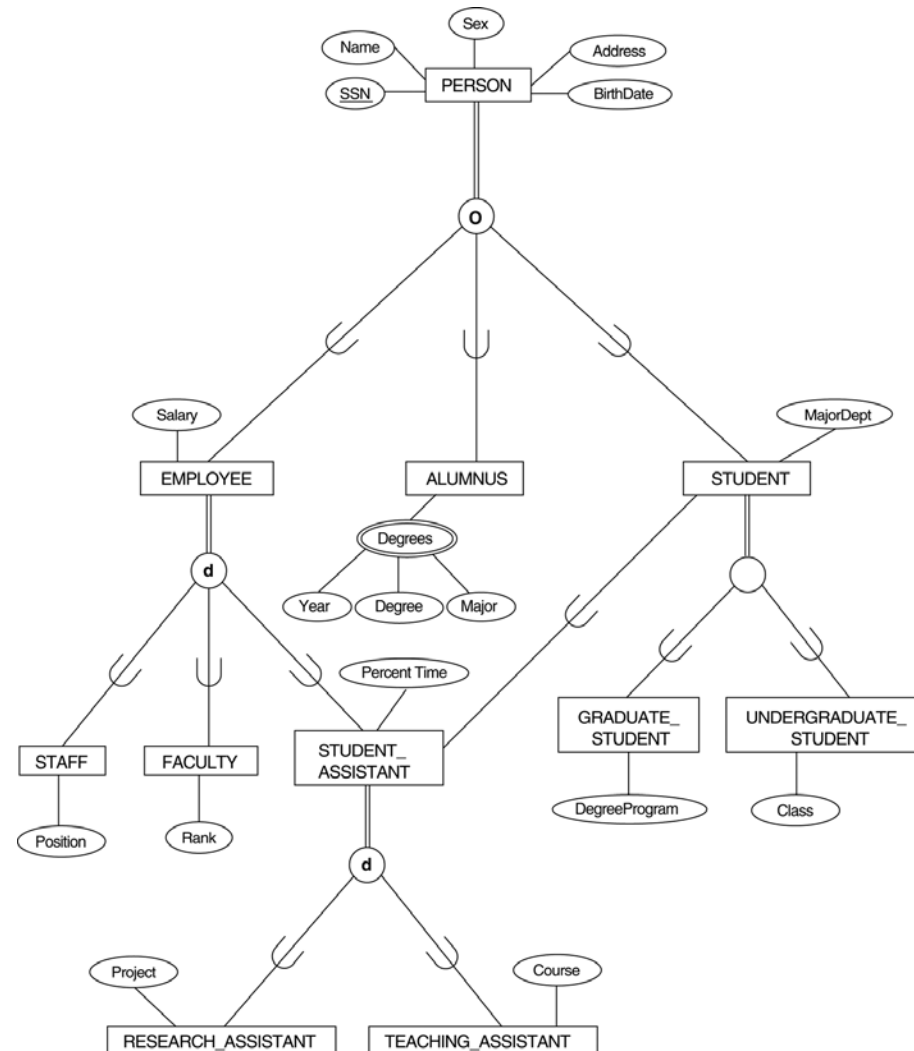 Sex
Name
Address
PERSON
SSN
BirthDate
O
Salary
MajorDept
EMPLOYEE
ALUMNUS
STUDENT
Degrees
d
Year
Degree
Major
Percent Time
GRADUATE_
STUDENT
UNDERGRADUATE_
STUDENT
STAFF
FACULTY
STUDENT_
ASSISTANT
DegreeProgram
Class
Position
Rank
d
Project
Course
RESEARCH_ASSISTANT
TEACHING_ASSISTANT